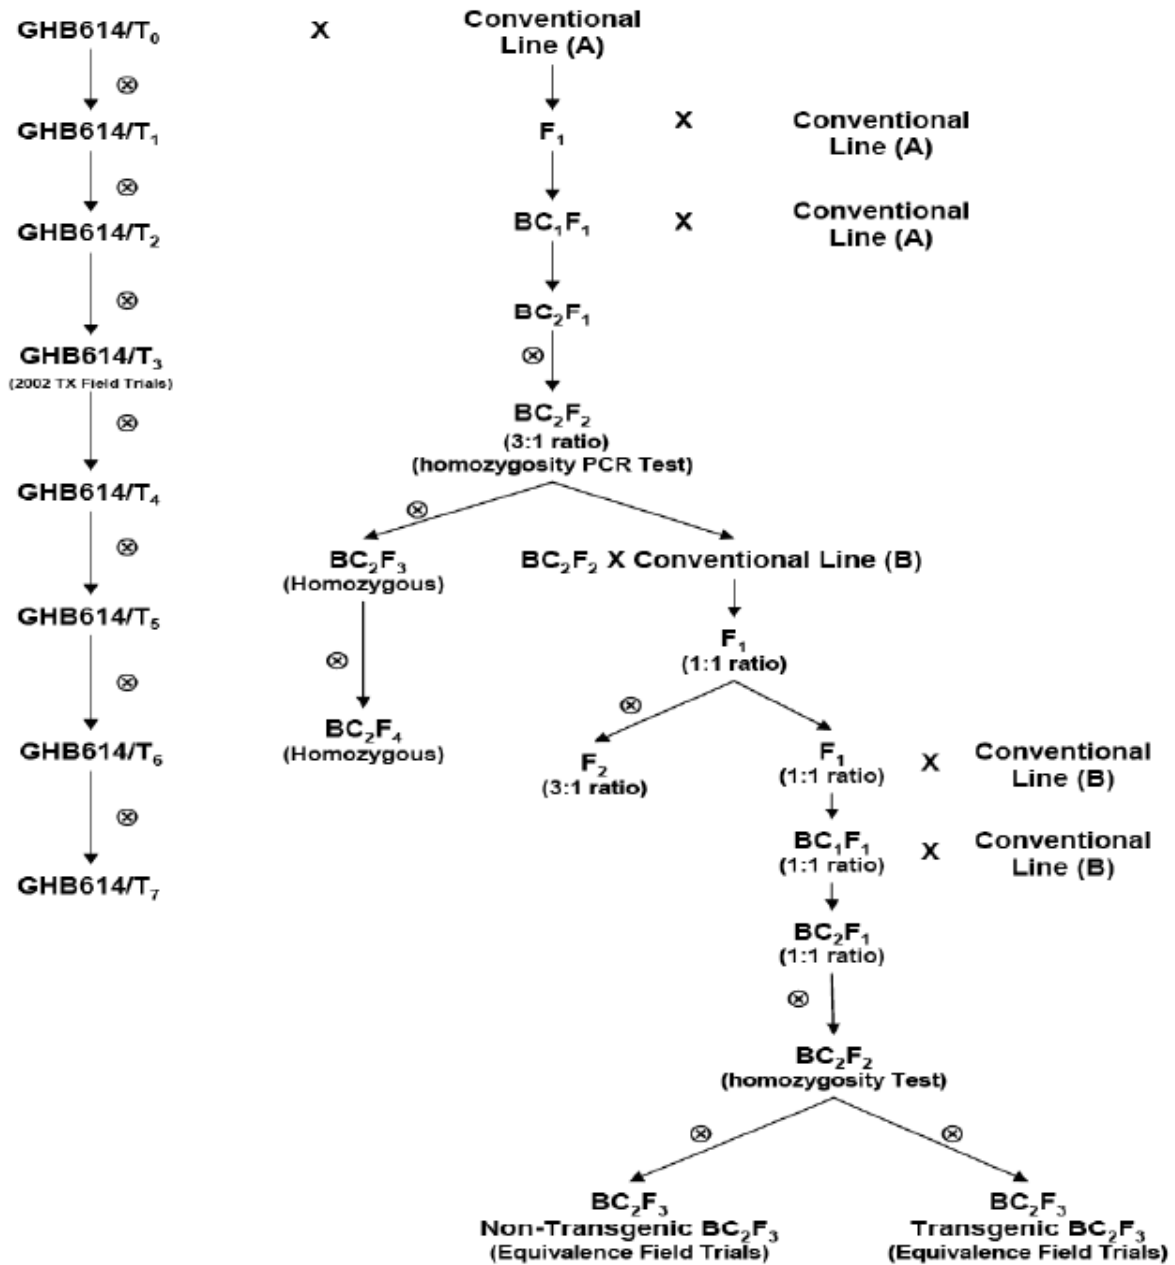 GHB614/T₀ X Conventional
Line (A)
⊗
GHB614/T₁ F₁ X Conventional
Line (A)
⊗
GHB614/T₂ BC₁F₁ X Conventional
Line (A)
⊗
BC₂F₁
GHB614/T₃ ⊗
(2002 TX Field Trials)
⊗
BC₂F₂
(3:1 ratio)
(homozygosity PCR Test)
GHB614/T₄
⊗
⊗
BC₂F₃
(Homozygous)
BC₂F₂ X Conventional Line (B)
GHB614/T₅
F₁
(1:1 ratio)
⊗
⊗
⊗
BC₂F₄
(Homozygous)
GHB614/T₆
F₂
(3:1 ratio)
F₁
(1:1 ratio)
X
Conventional
Line (B)
⊗
BC₁F₁
(1:1 ratio)
X
Conventional
Line (B)
GHB614/T₇
BC₂F₁
(1:1 ratio)
⊗
BC₂F₂
(homozygosity Test)
⊗ ⊗
BC₂F₃
Non-Transgenic BC₂F₃
(Equivalence Field Trials)
BC₂F₃
Transgenic BC₂F₃
(Equivalence Field Trials)